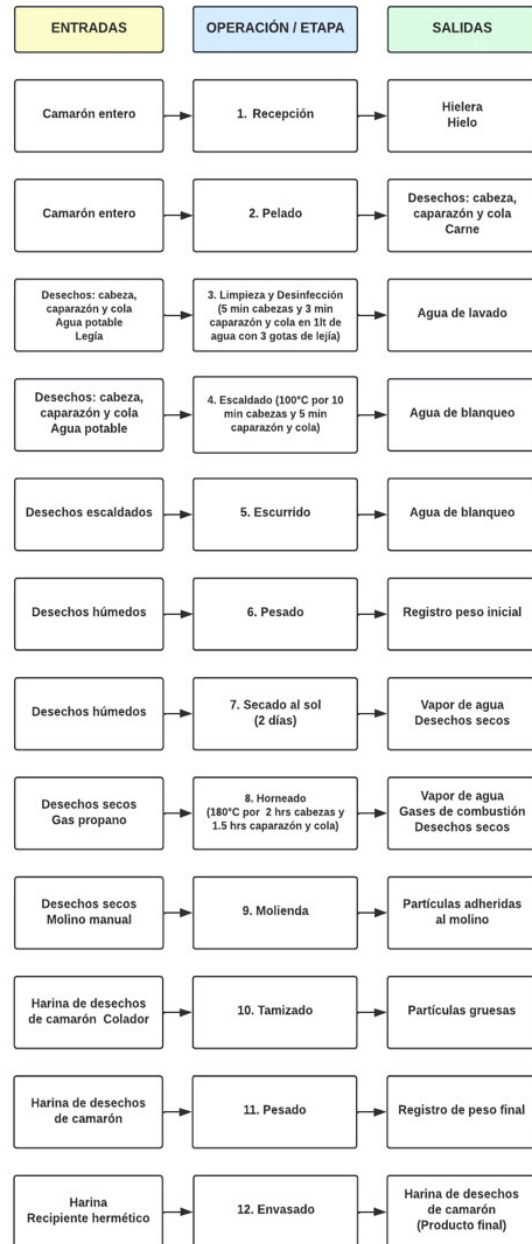 ENTRADAS
OPERACIÓN / ETAPA
SALIDAS
Camarón entero
1. Recepción
Hielera
Hielo
Camarón entero
2. Pelado
Desechos: cabeza,
caparazón y cola
Carne
Desechos: cabeza,
caparazón y cola
Agua potable
Legía
3. Limpieza y Desinfección
(5 min cabezas y 3 min
caparazón y cola en 1lt de
agua con 3 gotas de lejía)
Agua de lavado
Desechos: cabeza,
caparazón y cola
Agua potable
4. Escaldado (100°C por 10
min cabezas y 5 min
caparazón y cola)
Agua de blanqueo
Desechos escaldados
5. Escurrido
Agua de blanqueo
Desechos húmedos
6. Pesado
Registro peso inicial
Desechos húmedos
7. Secado al sol
(2 días)
Vapor de agua
Desechos secos
Desechos secos
Gas propano
8. Horneado
(180°C por 2 hrs cabezas y
1.5 hrs caparazón y cola)
Vapor de agua
Gases de combustión
Desechos secos
Desechos secos
Molino manual
9. Molienda
Partículas adheridas
al molino
Harina de desechos
de camarón Colador
10. Tamizado
Partículas gruesas
Harina de desechos
de camarón
11. Pesado
Registro de peso final
Harina
Recipiente hermético
12. Envasado
Harina de desechos
de camarón
(Producto final)